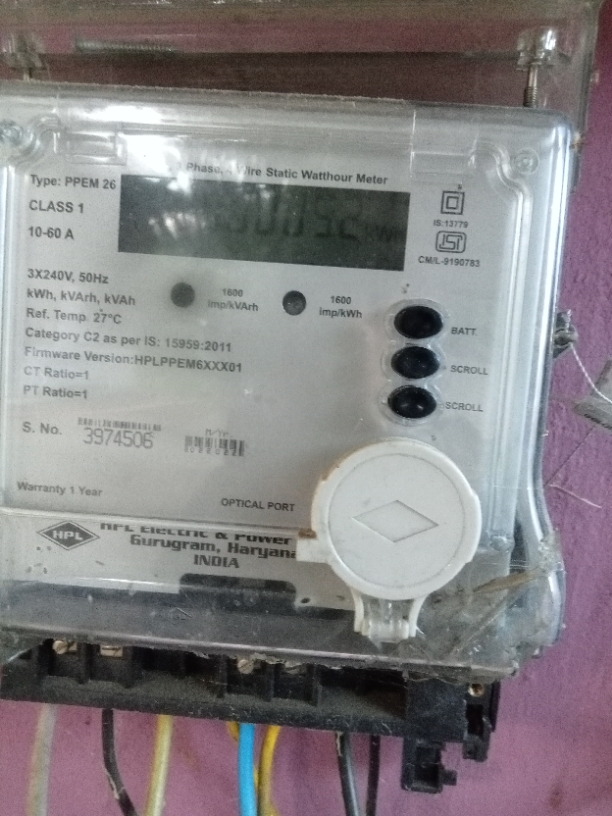 Phase, Wire Static Watthour Meter
Type: PPEM 26
CLASS 1
10-60 A
IS:13779
CM/L-9190783
3X240V, 50Hz
kWh, kVArh, kVAh
Ref. Temp. 27°C
Category C2 as per IS: 15959:2011
Firmware Version:HPLPPEM6XXX01
CT Ratio=1
PT Ratio=1
1600
imp/kVArh
1600
imp/kWh
BATT.
SCROLL
SCROLL
S. No. 3974506
Warranty 1 Year
OPTICAL PORT
HPL
HPL Electric & Power
Gurugram, Haryana
INDIA